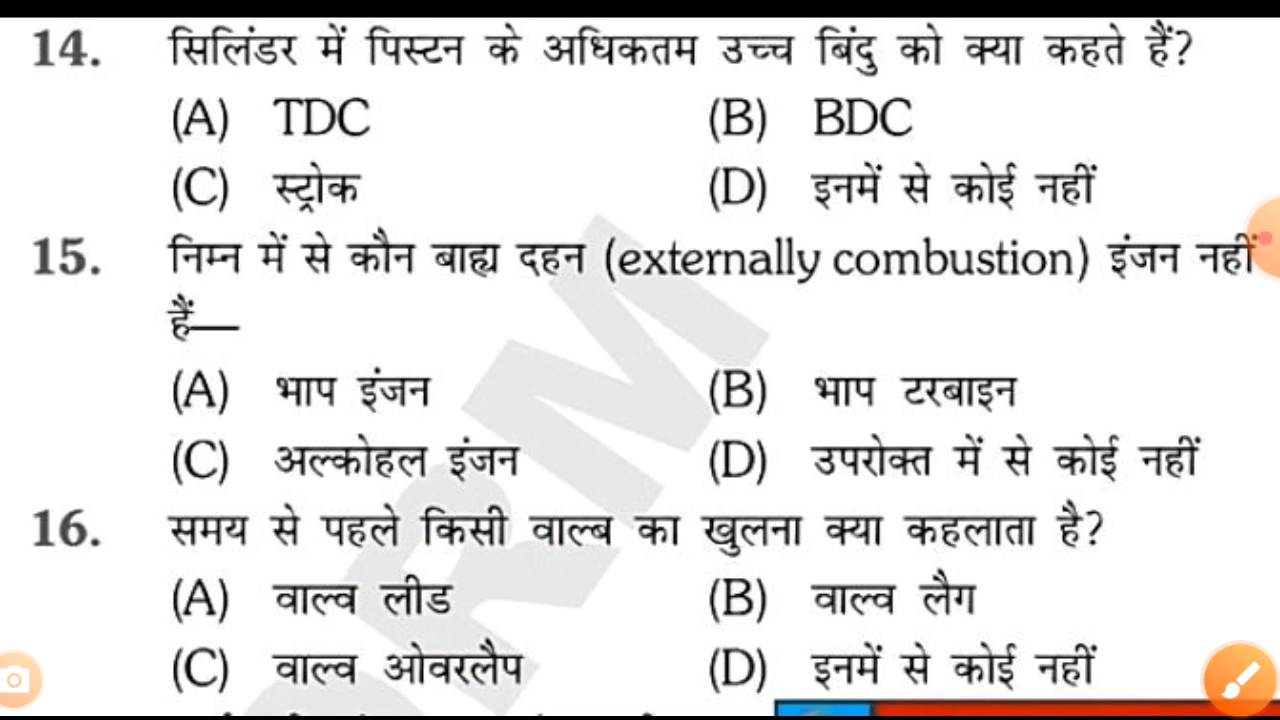 14. सिलिंडर में पिस्टन के अधिकतम उच्च बिंदु को क्या कहते हैं?
(A) TDC (B) BDC
(C) स्ट्रोक (D) इनमें से कोई नहीं
15. निम्न में से कौन बाह्य दहन (externally combustion) इंजन नहीं
हैं—
(A) भाप इंजन (B) भाप टरबाइन
(C) अल्कोहल इंजन (D) उपरोक्त में से कोई नहीं
16. समय से पहले किसी वाल्ब का खुलना क्या कहलाता है?
(A) वाल्व लीड (B) वाल्व लैग
(C) वाल्व ओवरलैप (D) इनमें से कोई नहीं